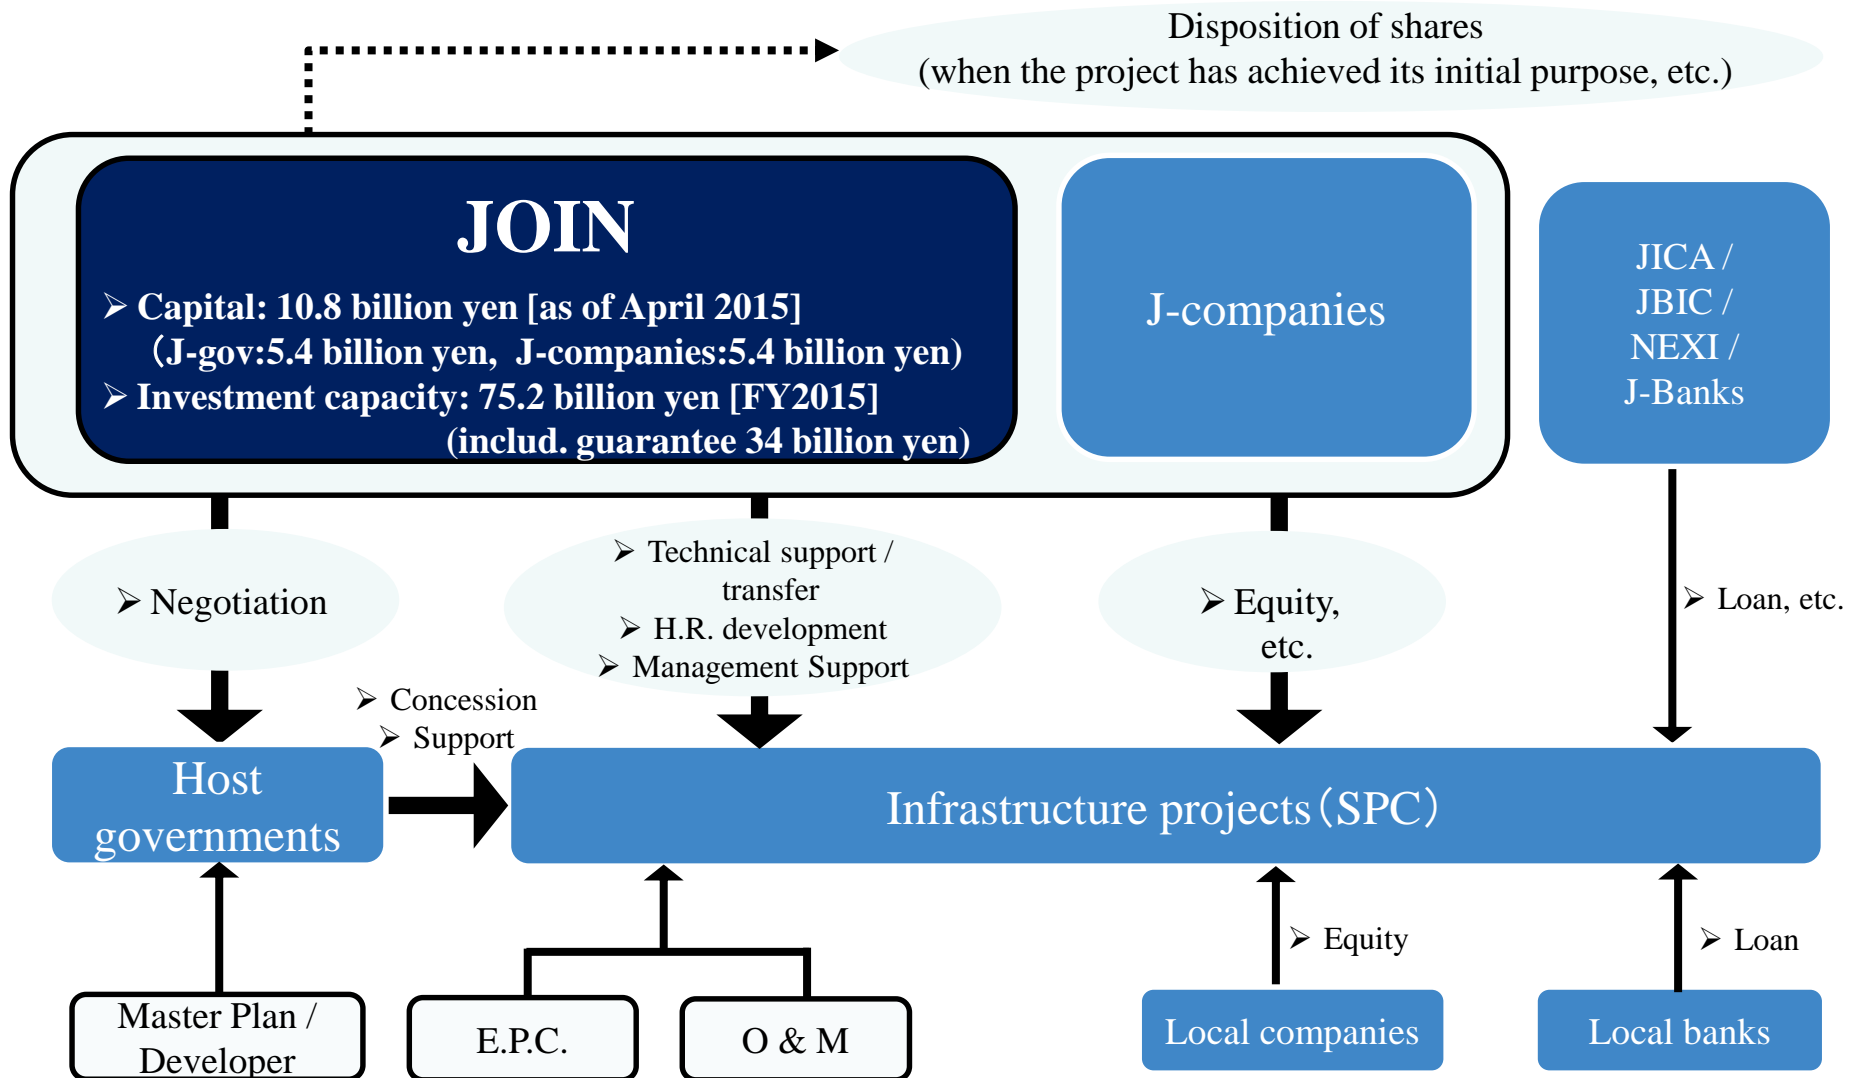 Disposition of shares
(when the project has achieved its initial purpose, etc.)
JOIN
➢ Capital: 10.8 billion yen [as of April 2015]
（J-gov:5.4 billion yen, J-companies:5.4 billion yen)
➢ Investment capacity: 75.2 billion yen [FY2015]
(includ. guarantee 34 billion yen)
J-companies
JICA /
JBIC /
NEXI /
J-Banks
➢ Negotiation
➢ Technical support /
transfer
➢ H.R. development
➢ Management Support
➢ Equity,
etc.
➢ Loan, etc.
➢ Concession
➢ Support
Host
governments
Infrastructure projects（SPC）
➢ Equity
➢ Loan
Master Plan /
Developer
E.P.C.
O & M
Local companies
Local banks